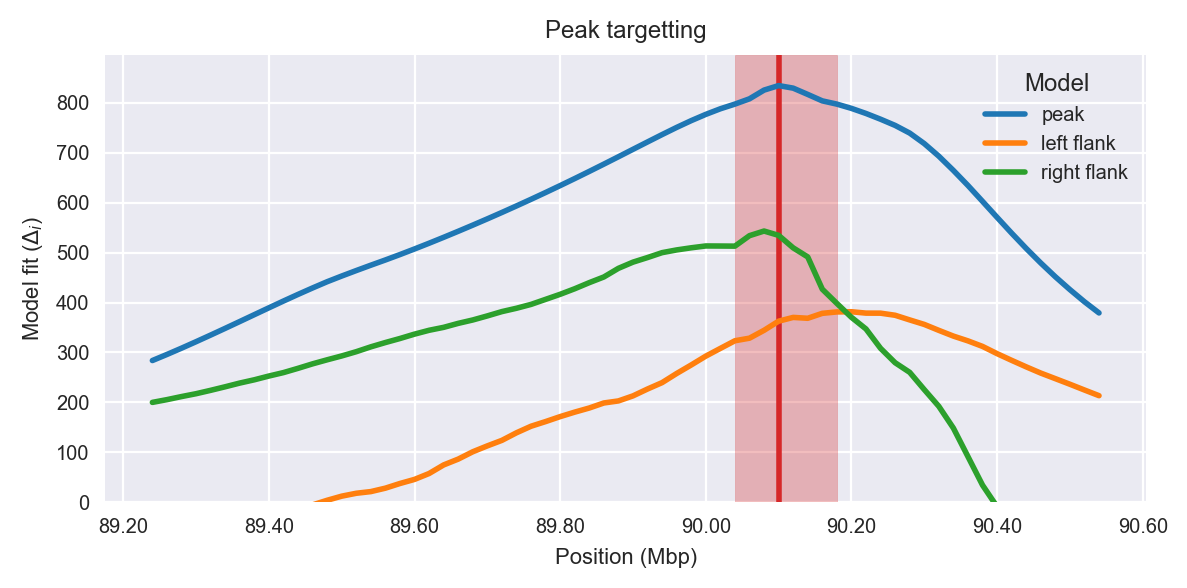 Peak targetting
Model
peak
left flank
right flank
Model fit (Δi)
800
700
600
500
400
300
200
100
0
89.20 89.40 89.60 89.80 90.00 90.20 90.40 90.60
Position (Mbp)